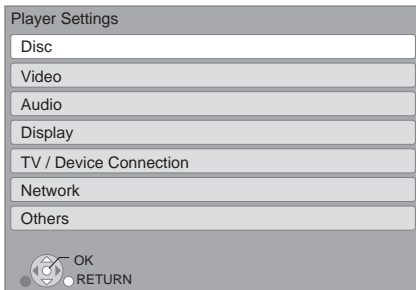 Player Settings
Disc
Video
Audio
Display
TV / Device Connection
Network
Others
OK
RETURN